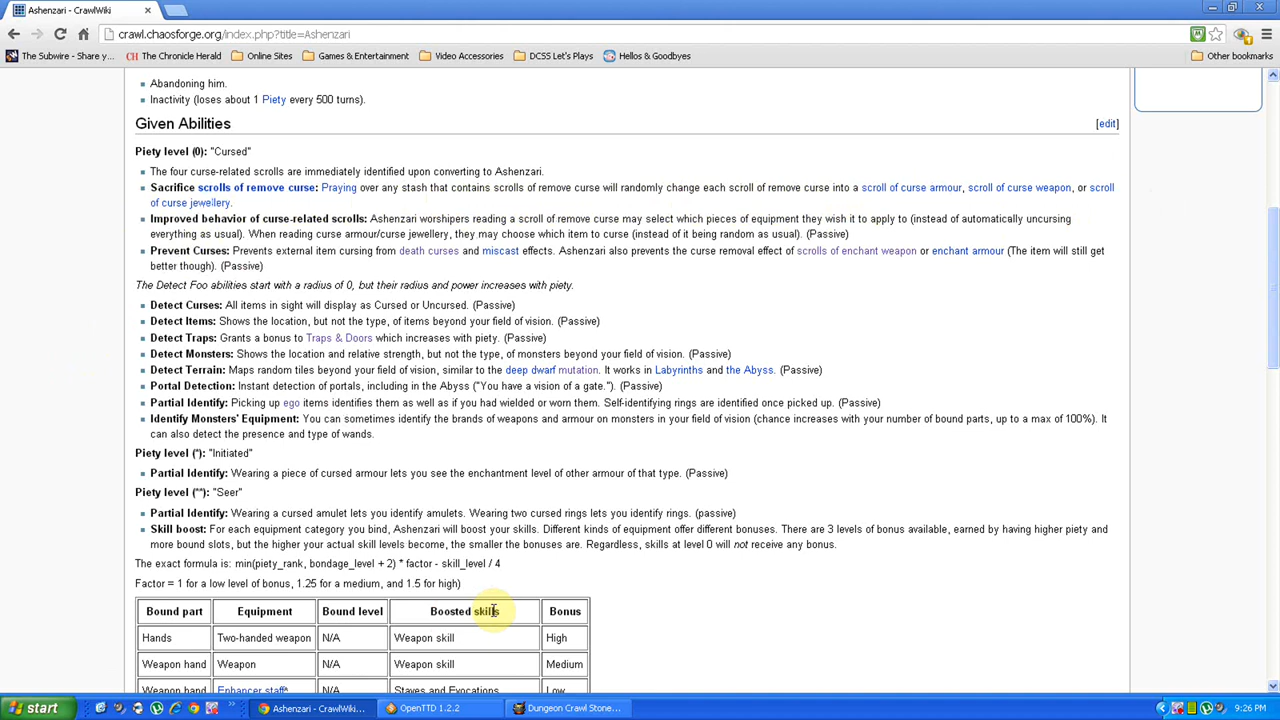 Ashenzari - CrawlWiki
crawl.chaosforge.org/index.php?title=Ashenzari
The Subwire - Share y... CH The Chronicle Herald Online Sites Games & Entertainment Video Accessories DCSS Let's Plays Hellos & Goodbyes Other bookmarks
Abandoning him.
Inactivity (loses about 1 Piety every 500 turns).
Given Abilities [edit]
Piety level (0): "Cursed"
The four curse-related scrolls are immediately identified upon converting to Ashenzari.
Sacrifice scrolls of remove curse: Praying over any stash that contains scrolls of remove curse will randomly change each scroll of remove curse into a scroll of curse armour, scroll of curse weapon, or scroll
of curse jewellery.
Improved behavior of curse-related scrolls: Ashenzari worshipers reading a scroll of remove curse may select which pieces of equipment they wish it to apply to (instead of automatically uncursing
everything as usual). When reading curse armour/curse jewellery, they may choose which item to curse (instead of it being random as usual). (Passive)
Prevent Curses: Prevents external item cursing from death curses and miscast effects. Ashenzari also prevents the curse removal effect of scrolls of enchant weapon or enchant armour (The item will still get
better though). (Passive)
The Detect Foo abilities start with a radius of 0, but their radius and power increases with piety.
Detect Curses: All items in sight will display as Cursed or Uncursed. (Passive)
Detect Items: Shows the location, but not the type, of items beyond your field of vision. (Passive)
Detect Traps: Grants a bonus to Traps & Doors which increases with piety. (Passive)
Detect Monsters: Shows the location and relative strength, but not the type, of monsters beyond your field of vision. (Passive)
Detect Terrain: Maps random tiles beyond your field of vision, similar to the deep dwarf mutation. It works in Labyrinths and the Abyss. (Passive)
Portal Detection: Instant detection of portals, including in the Abyss ("You have a vision of a gate."). (Passive)
Partial Identify: Picking up ego items identifies them as well as if you had wielded or worn them. Self-identifying rings are identified once picked up. (Passive)
Identify Monsters' Equipment: You can sometimes identify the brands of weapons and armour on monsters in your field of vision (chance increases with your number of bound parts, up to a max of 100%). It
can also detect the presence and type of wands.
Piety level (*): "Initiated"
Partial Identify: Wearing a piece of cursed armour lets you see the enchantment level of other armour of that type. (Passive)
Piety level (**): "Seer"
Partial Identify: Wearing a cursed amulet lets you identify amulets. Wearing two cursed rings lets you identify rings. (passive)
Skill boost: For each equipment category you bind, Ashenzari will boost your skills. Different kinds of equipment offer different bonuses. There are 3 levels of bonus available, earned by having higher piety and
more bound slots, but the higher your actual skill levels become, the smaller the bonuses are. Regardless, skills at level 0 will not receive any bonus.
The exact formula is: min(piety_rank, bondage_level + 2) * factor - skill_level / 4
Factor = 1 for a low level of bonus, 1.25 for a medium, and 1.5 for high)
Bound part Equipment Bound level Boosted skills Bonus
Hands Two-handed weapon N/A Weapon skill High
Weapon hand Weapon N/A Weapon skill Medium
Weapon hand Enhancer staff* N/A Staves and Evocations Low
start Ashenzari - CrawlWiki... OpenTTD 1.2.2 Dungeon Crawl Stone... 9:26 PM